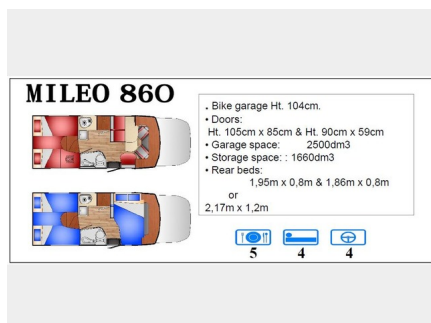 MILEO 860
. Bike garage Ht. 104cm.
• Doors:
Ht. 105cm x 85cm & Ht. 90cm x 59cm
• Garage space: 2500dm3
• Storage space: : 1660dm3
• Rear beds:
1,95m x 0,8m & 1,86m x 0,8m
or
2,17m x 1,2m
5 4 4